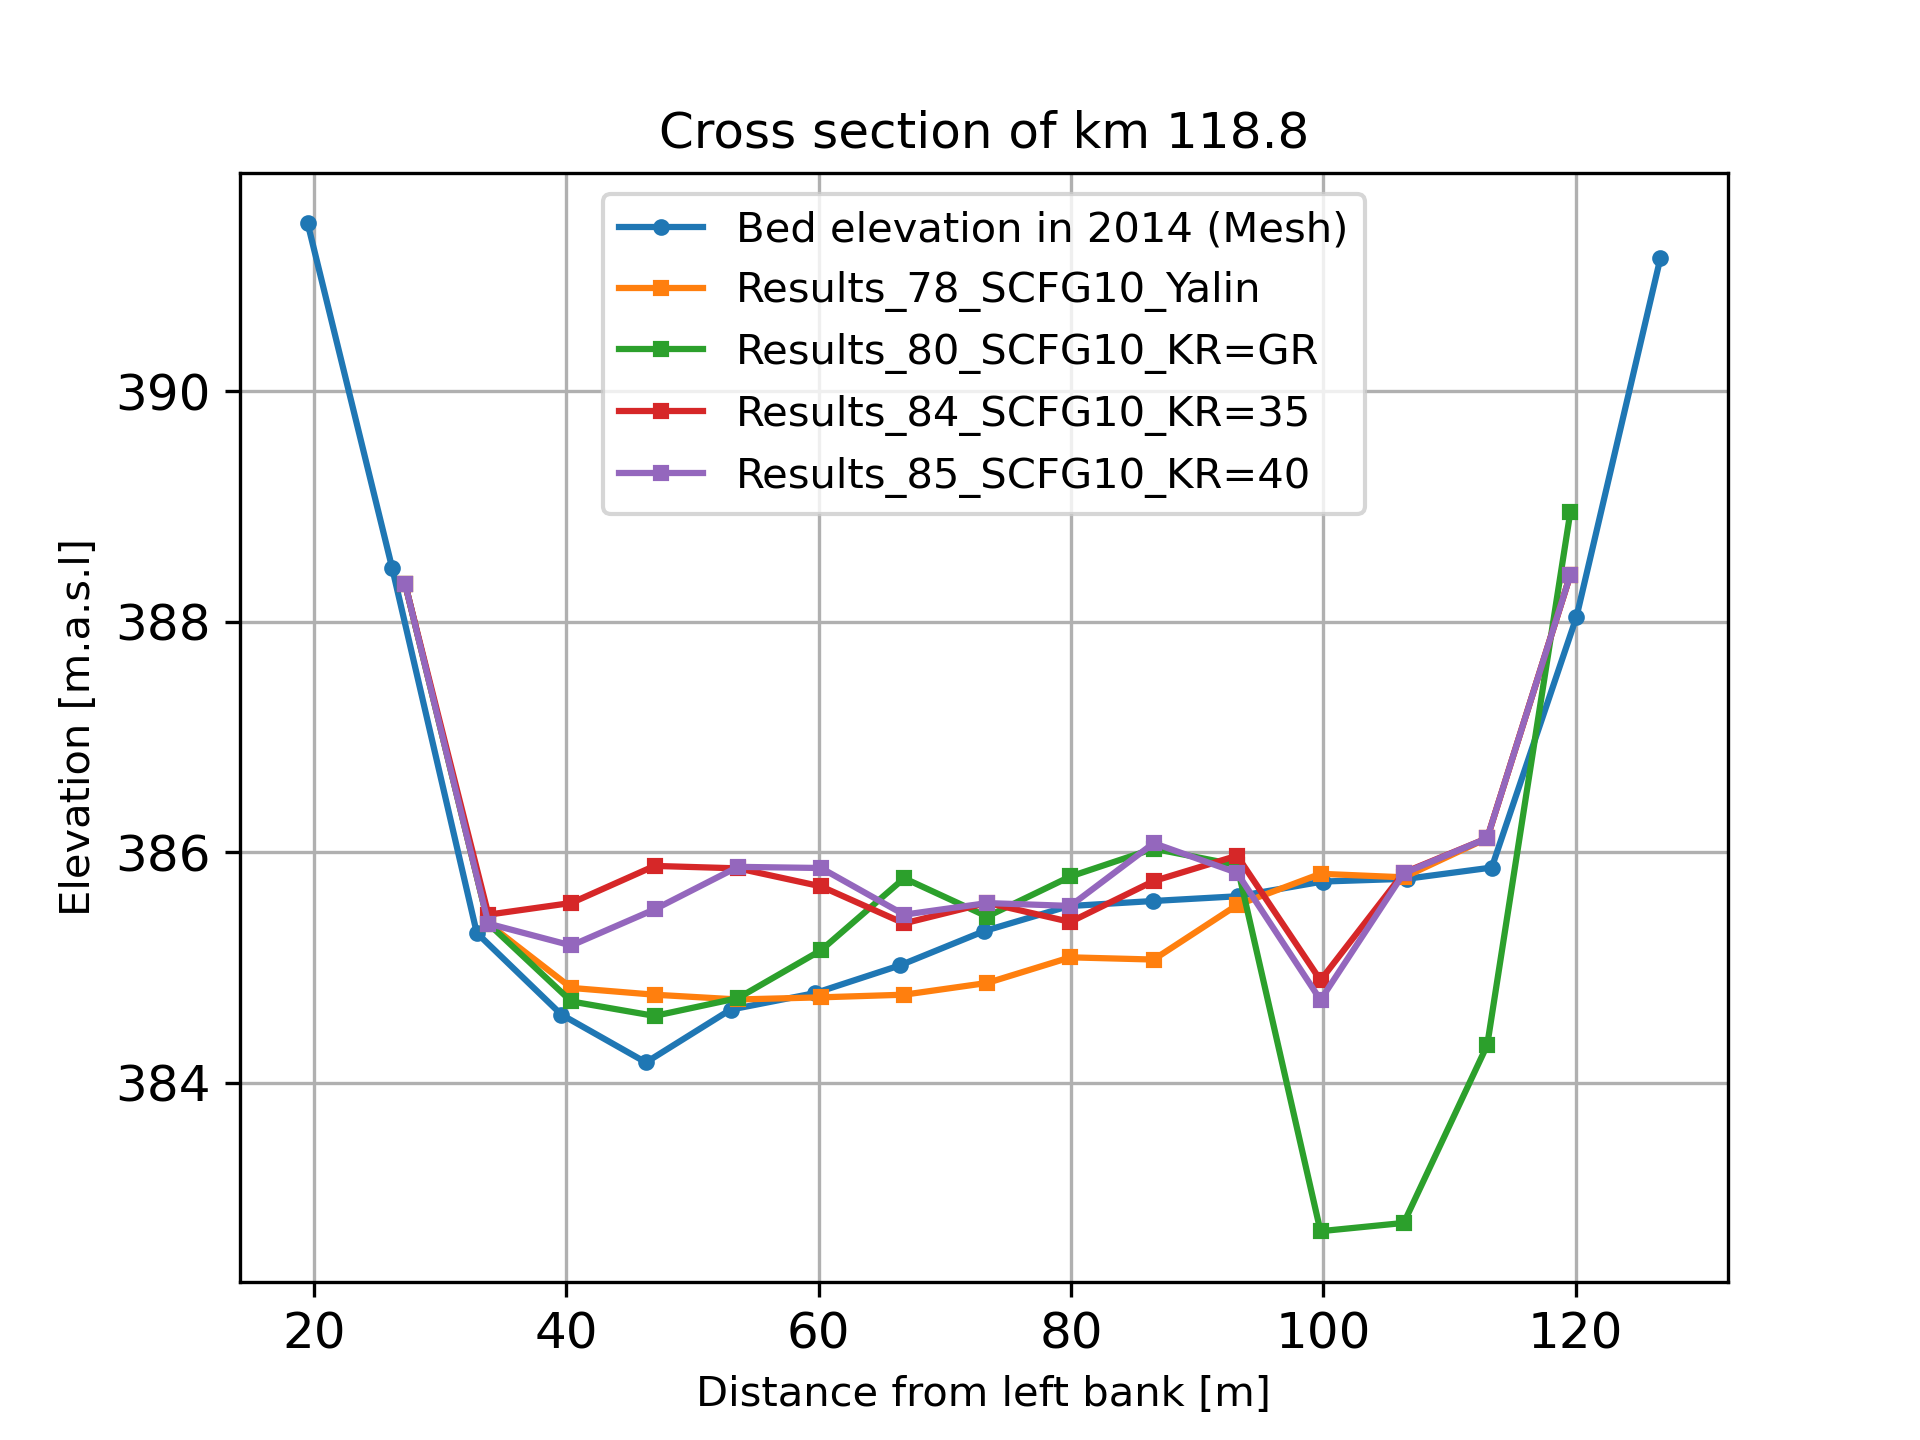 Cross section of km 118.8
Bed elevation in 2014 (Mesh)
Results_78_SCFG10_Yalin
Results_80_SCFG10_KR=GR
Results_84_SCFG10_KR=35
Results_85_SCFG10_KR=40
Elevation [m.a.s.l]
390
388
386
384
20 40 60 80 100 120
Distance from left bank [m]